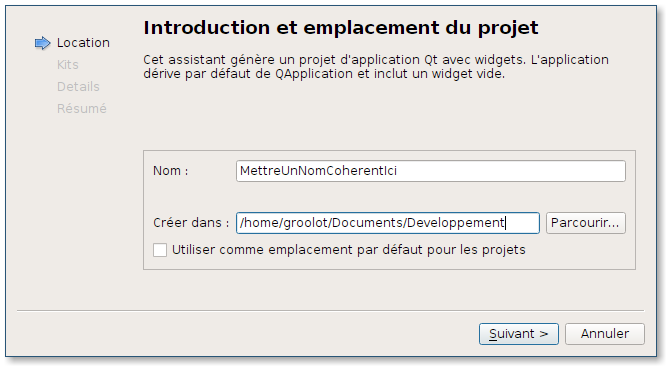 Location
Kits
Details
Résumé
Introduction et emplacement du projet
Cet assistant génère un projet d'application Qt avec widgets. L'application
dérive par défaut de QApplication et inclut un widget vide.
Nom :
MettreUnNomCoherentIci
Créer dans :
/home/groolot/Documents/Developpement
Parcourir...
Utiliser comme emplacement par défaut pour les projets
Suivant >
Annuler